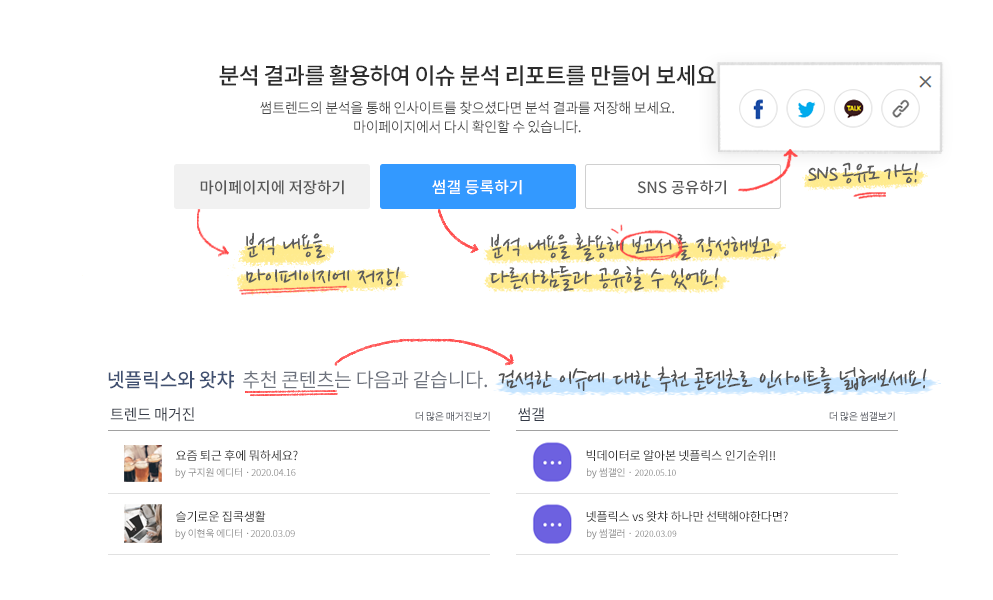 분석 결과를 활용하여 이슈 분석 리포트를 만들어 보세요
썸트렌드의 분석을 통해 인사이트를 찾으셨다면 분석 결과를 저장해 보세요.
마이페이지에서 다시 확인할 수 있습니다.
TALK
마이페이지에 저장하기
썸갤 등록하기
SNS 공유하기
SNS 공유도 가능!
분석 내용을
마이페이지에 저장!
분석 내용을 활용해 보고서를 작성해보고,
다른사람들과 공유할 수 있어요!
넷플릭스와 왓챠 추천 콘텐츠는 다음과 같습니다.
검색한 이슈에 대한 추천 콘텐츠로 인사이트를 넓혀보세요!
트렌드 매거진
더 많은 매거진보기
요즘 퇴근 후에 뭐하세요?
by 구지원 에디터 · 2020.04.16
슬기로운 집콕생활
by 이현욱 에디터 · 2020.03.09
썸갤
더 많은 썸갤보기
빅데이터로 알아본 넷플릭스 인기순위!!
by 썸갤인 · 2020.05.10
넷플릭스 vs 왓챠 하나만 선택해야한다면?
by 썸갤러 · 2020.03.09